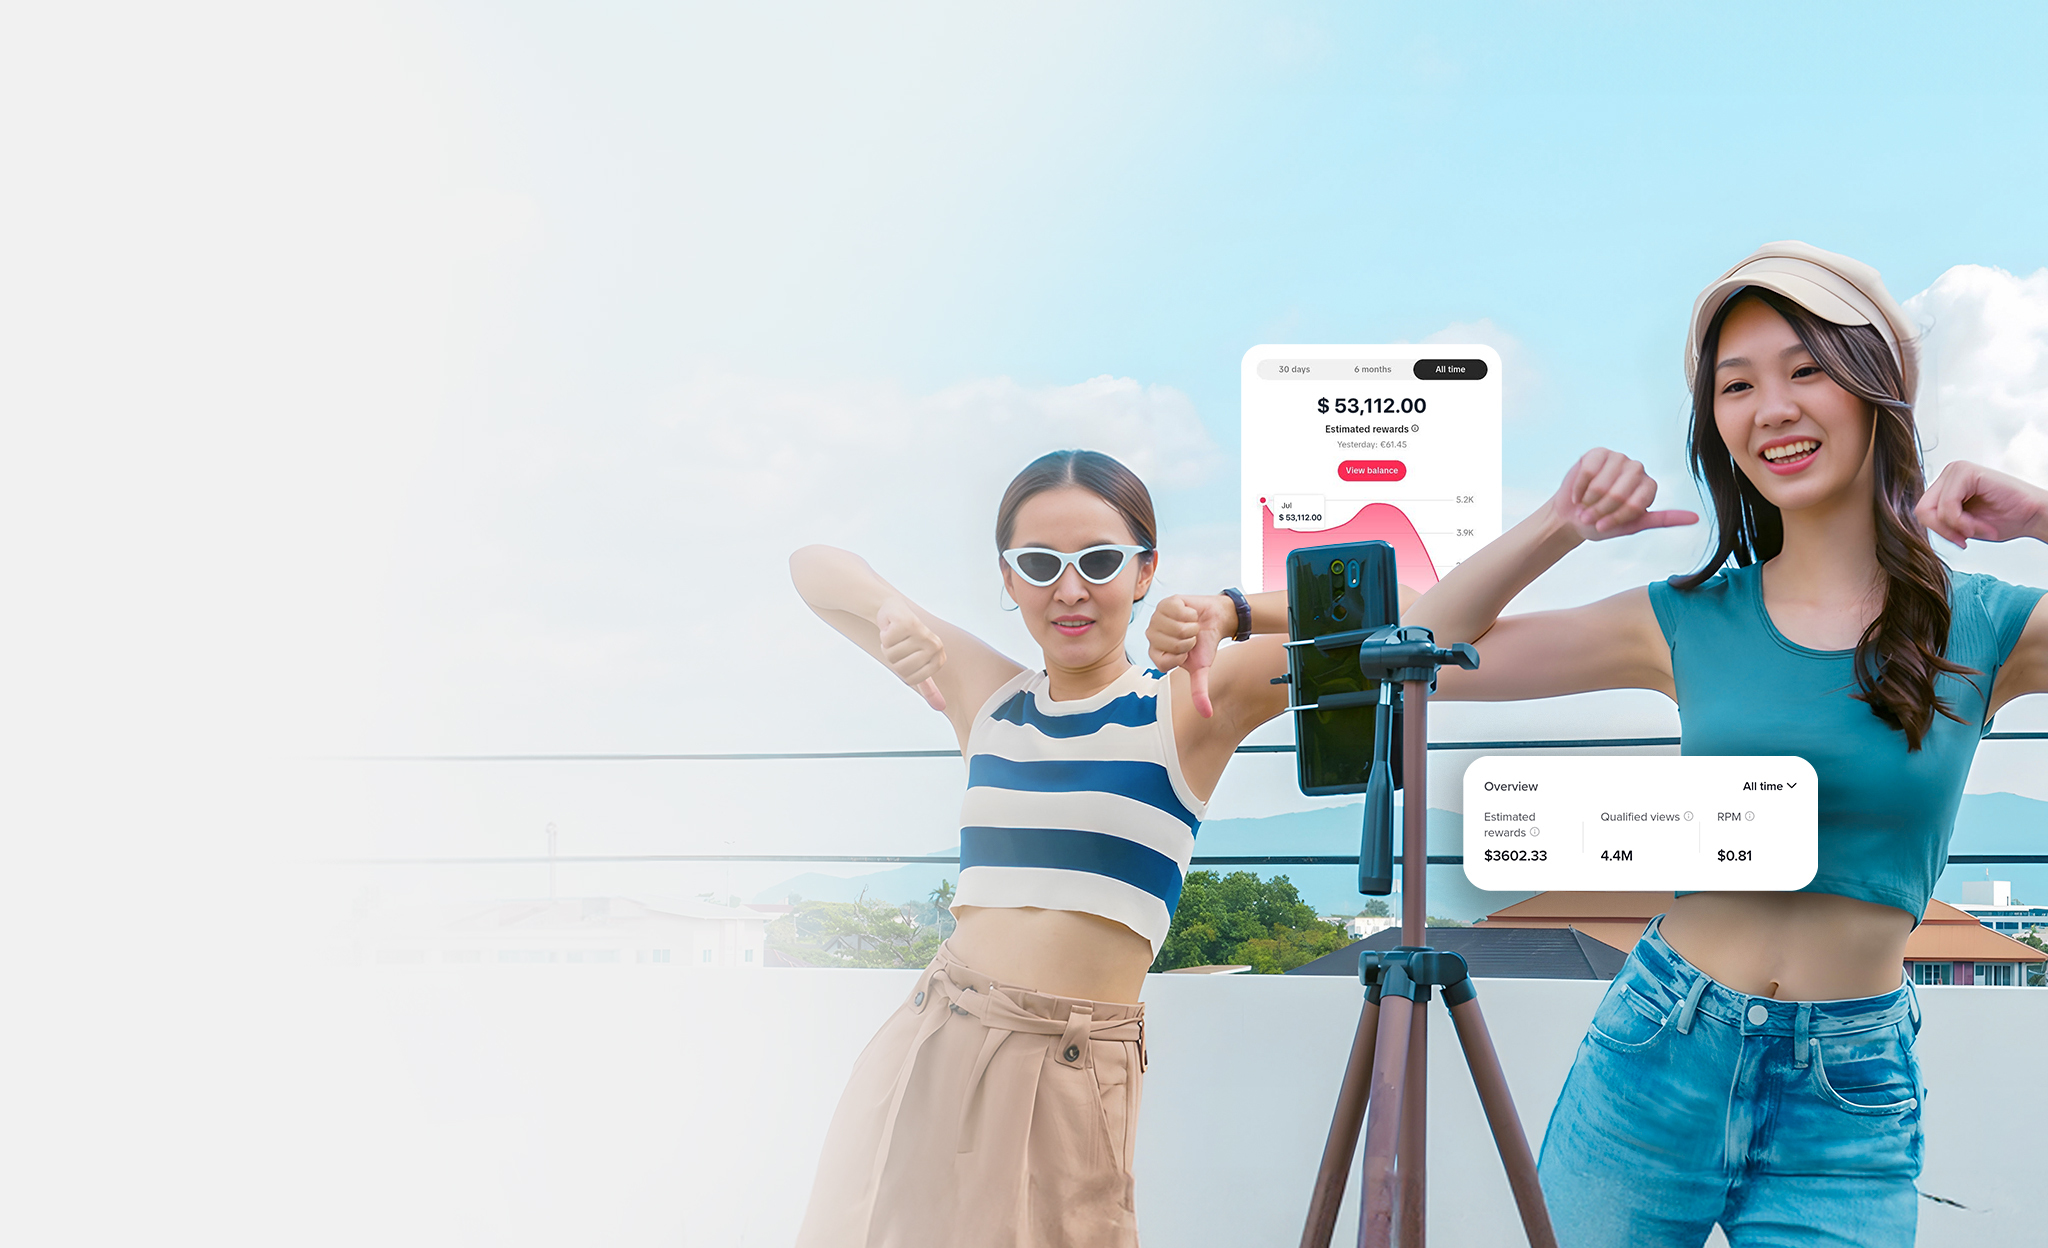 30 days 6 months All time
$ 53,112.00
Estimated rewards
Yesterday: €61.45
View balance
5.2K
Jul
$ 53,112.00
3.9K
Overview All time
Estimated rewards Qualified views RPM
$3602.33 4.4M $0.81